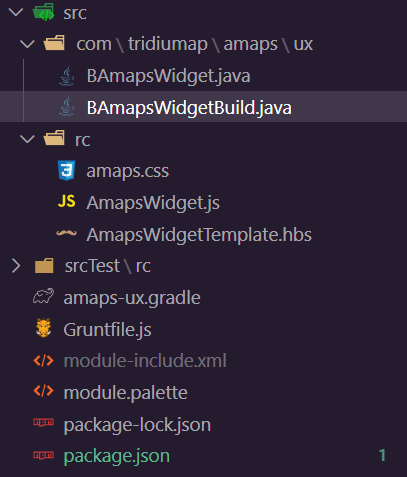 src
com \ tridiumap \ amaps \ ux
BAmapsWidget.java
BAmapsWidgetBuild.java
rc
amaps.css
JS AmapsWidget.js
AmapsWidgetTemplate.hbs
srcTest \ rc
amaps-ux.gradle
Gruntfile.js
module-include.xml
module.palette
package-lock.json
package.json 1